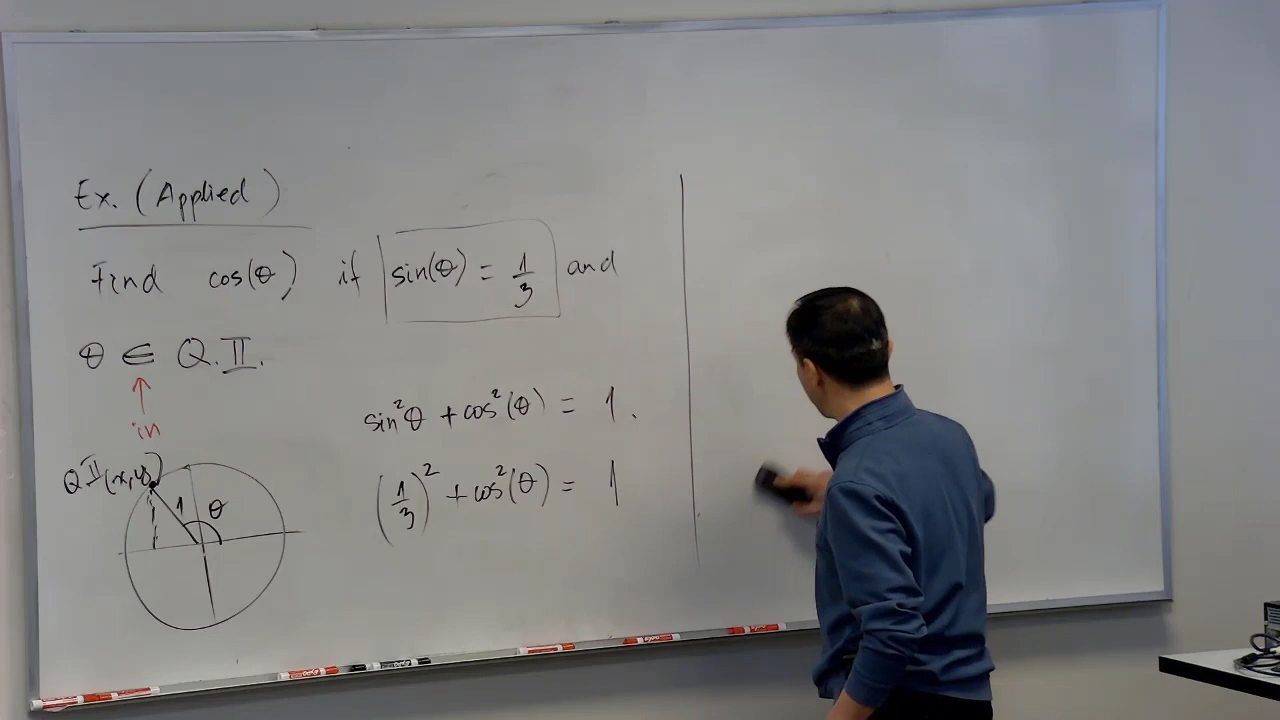 Ex. (Applied)
Find cos(θ) if sin(θ) = 1/3 and
θ ∈ Q.II.
↑
in
sin²θ + cos²(θ) = 1.
(1/3)² + cos²(θ) = 1
QII (x,y)
1 θ